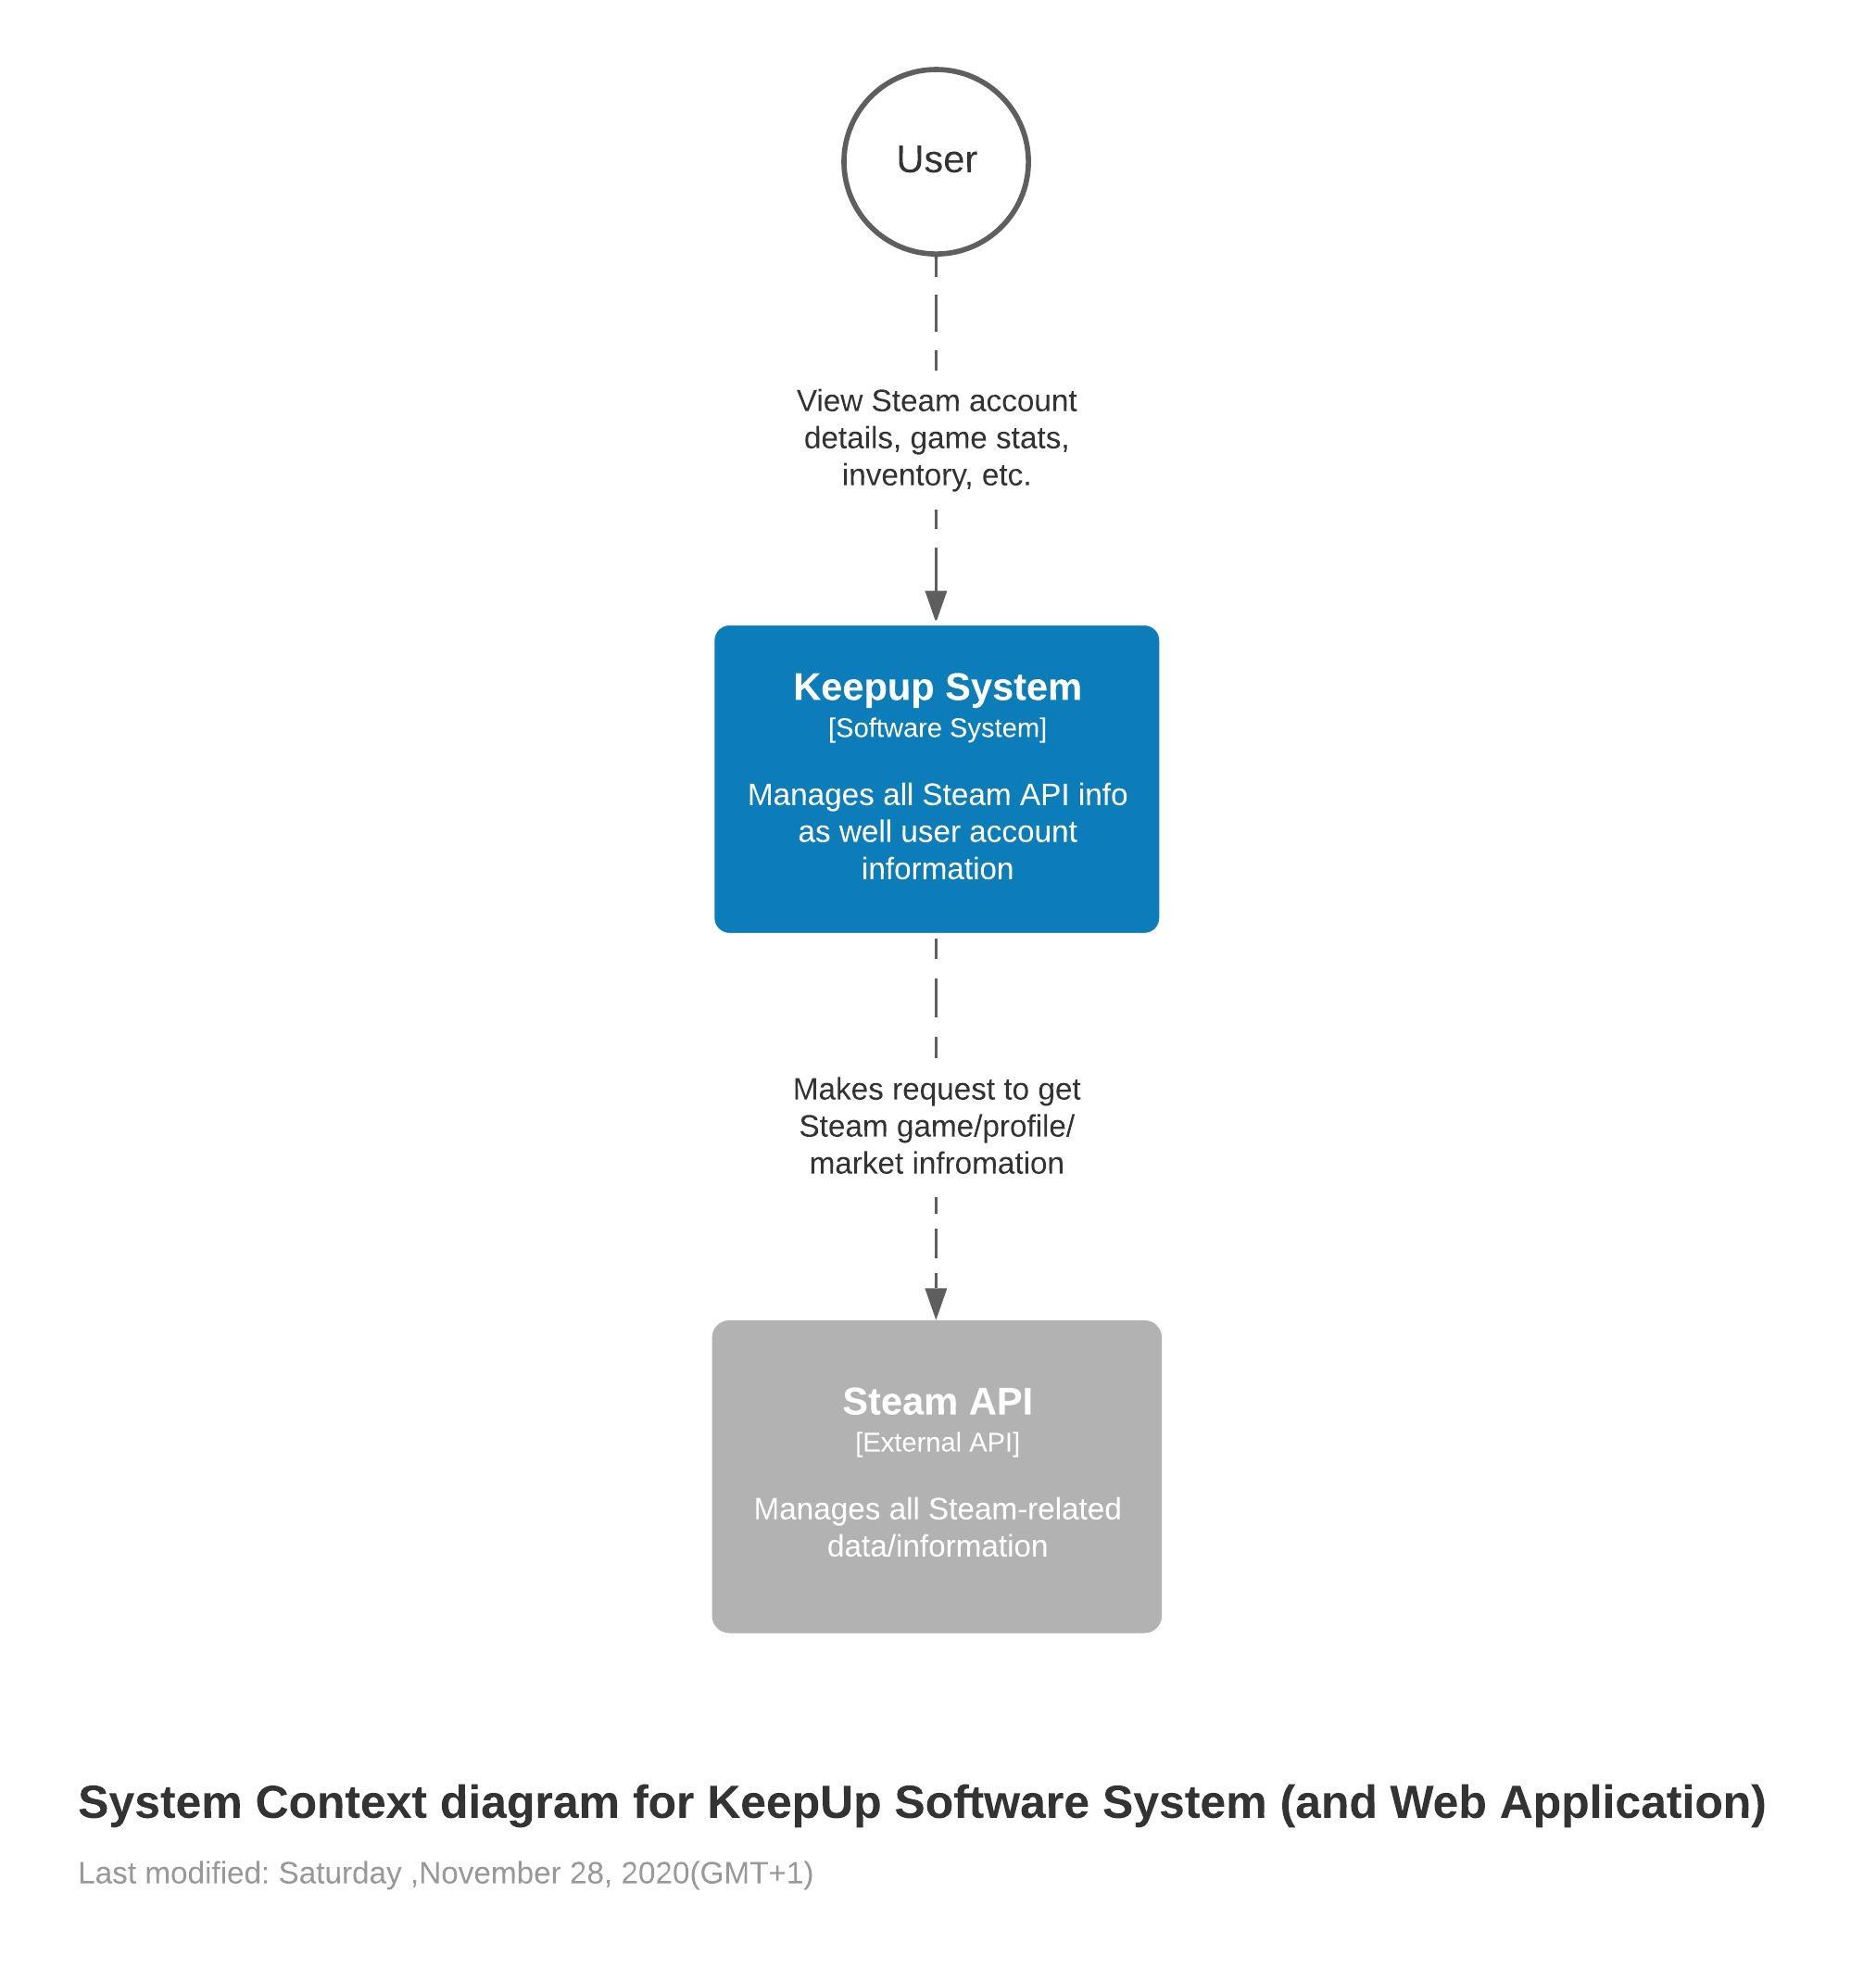 User
View Steam account
details, game stats,
inventory, etc.
Keepup System
[Software System]
Manages all Steam API info
as well user account
information
Makes request to get
Steam game/profile/
market infromation
Steam API
[External API]
Manages all Steam-related
data/information
System Context diagram for KeepUp Software System (and Web Application)
Last modified: Saturday ,November 28, 2020(GMT+1)